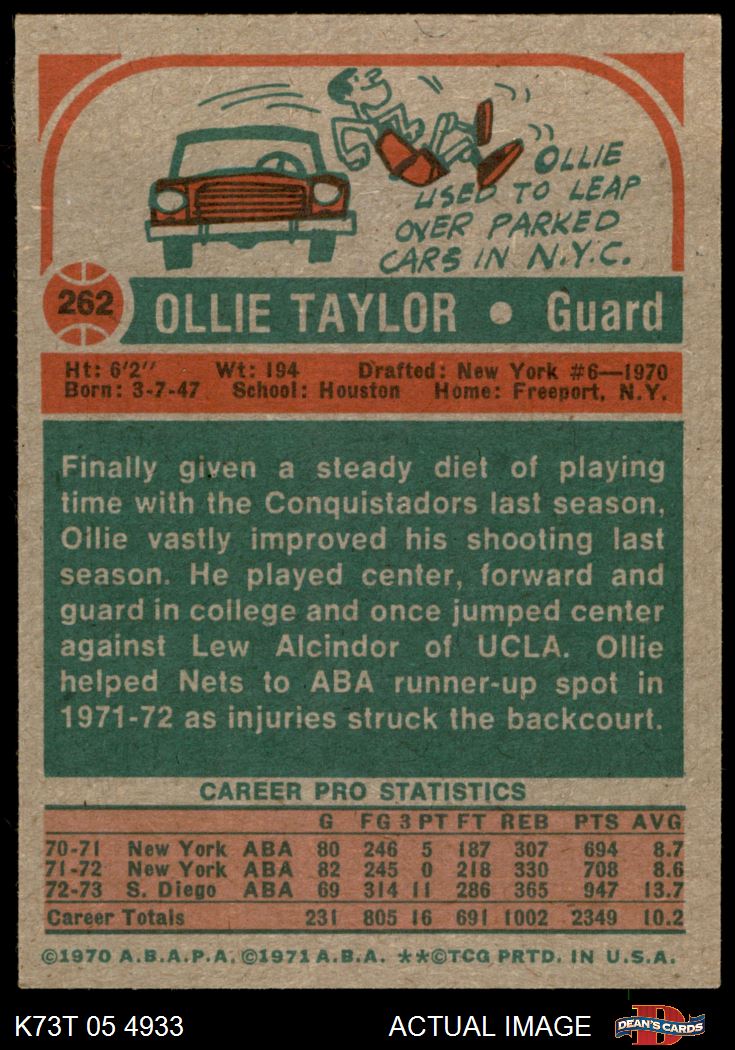 OLLIE
USED TO LEAP
OVER PARKED
CARS IN N.Y.C.
262 OLLIE TAYLOR • Guard
Ht: 6'2" Wt: 194 Drafted: New York #6—1970
Born: 3-7-47 School: Houston Home: Freeport, N.Y.
Finally given a steady diet of playing
time with the Conquistadors last season,
Ollie vastly improved his shooting last
season. He played center, forward and
guard in college and once jumped center
against Lew Alcindor of UCLA. Ollie
helped Nets to ABA runner-up spot in
1971-72 as injuries struck the backcourt.
CAREER PRO STATISTICS
G FG 3 PT FT REB PTS AVG
70-71 New York ABA 80 246 5 187 307 694 8.7
71-72 New York ABA 82 245 0 218 330 708 8.6
72-73 S. Diego ABA 69 314 11 286 365 947 13.7
Career Totals 231 805 16 691 1002 2349 10.2
©1970 A.B.A.P.A. ©1971 A.B.A. **©TCG PRTD. IN U.S.A.
K73T 05 4933 ACTUAL IMAGE D DEAN'S CARDS